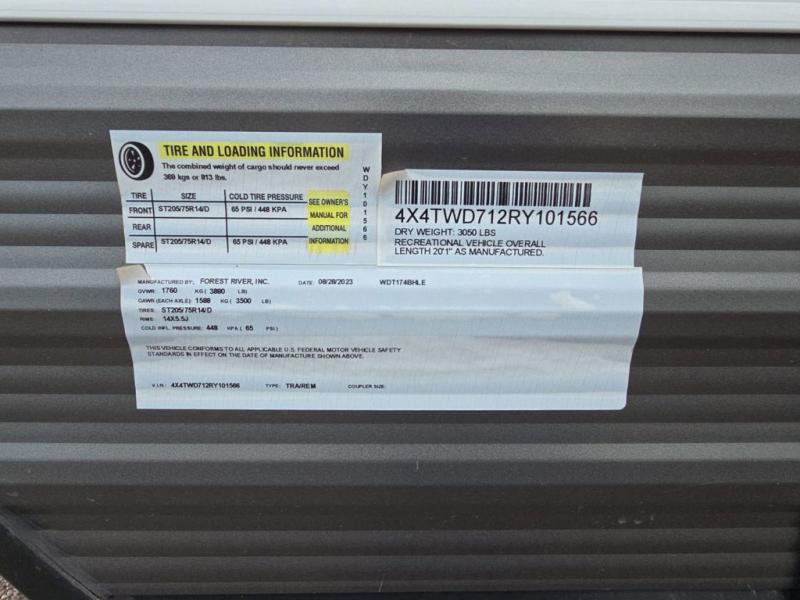 TIRE AND LOADING INFORMATION
The combined weight of cargo should never exceed
369 kgs or 813 lbs.
TIRE SIZE COLD TIRE PRESSURE
FRONT ST205/75R14/D 65 PSI / 448 KPA
REAR
SPARE ST205/75R14/D 65 PSI / 448 KPA
SEE OWNER'S
MANUAL FOR
ADDITIONAL
INFORMATION
WDY101566
4X4TWD712RY101566
DRY WEIGHT: 3050 LBS
RECREATIONAL VEHICLE OVERALL
LENGTH 20'1" AS MANUFACTURED.
MANUFACTURED BY: FOREST RIVER, INC. DATE: 08/28/2023 WDT174BHLE
GVWR: 1760 KG ( 3880 LB)
GAWR (EACH AXLE): 1588 KG ( 3500 LB)
TIRES: ST205/75R14/D
RIMS: 14X5.5J
COLD INFL. PRESSURE: 448 KPA ( 65 PSI )
THIS VEHICLE CONFORMS TO ALL APPLICABLE U.S. FEDERAL MOTOR VEHICLE SAFETY
STANDARDS IN EFFECT ON THE DATE OF MANUFACTURE SHOWN ABOVE.
V.I.N.: 4X4TWD712RY101566 TYPE: TRA/REM COUPLER SIZE: